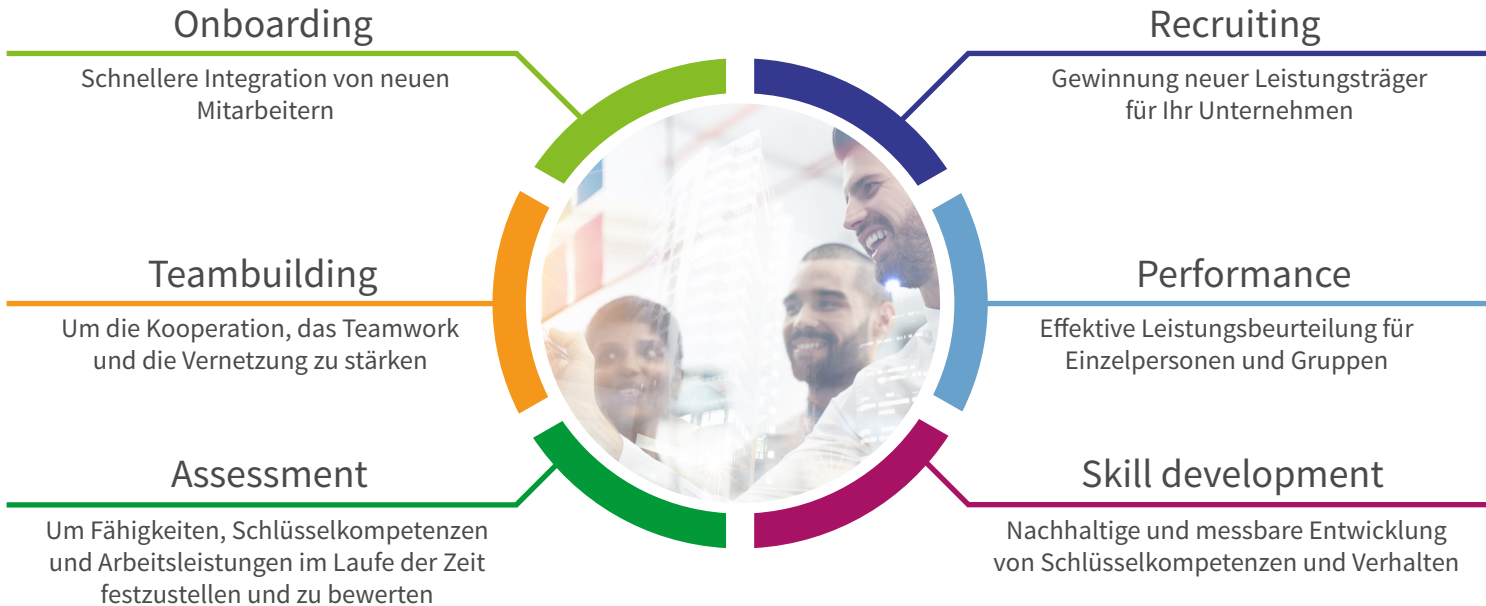 Onboarding
Schnellere Integration von neuen
Mitarbeitern
Teambuilding
Um die Kooperation, das Teamwork
und die Vernetzung zu stärken
Assessment
Um Fähigkeiten, Schlüsselkompetenzen
und Arbeitsleistungen im Laufe der Zeit
festzustellen und zu bewerten
Recruiting
Gewinnung neuer Leistungsträger
für Ihr Unternehmen
Performance
Effektive Leistungsbeurteilung für
Einzelpersonen und Gruppen
Skill development
Nachhaltige und messbare Entwicklung
von Schlüsselkompetenzen und Verhalten